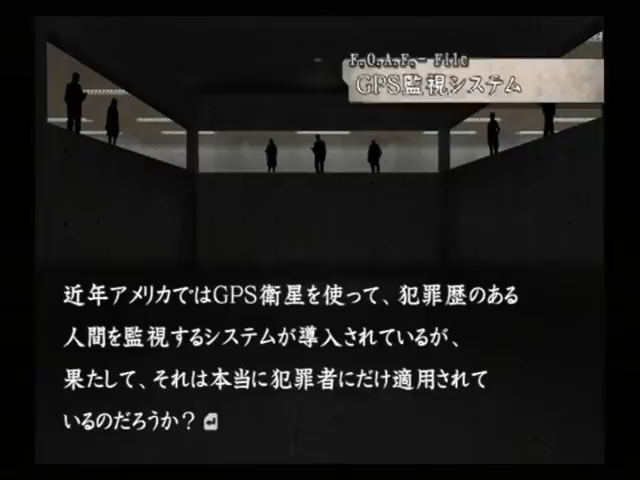 F.O.A.F.- File
GPS監視システム
近年アメリカではGPS衛星を使って、犯罪歴のある
人間を監視するシステムが導入されているが、
果たして、それは本当に犯罪者にだけ適用されて
いるのだろうか？